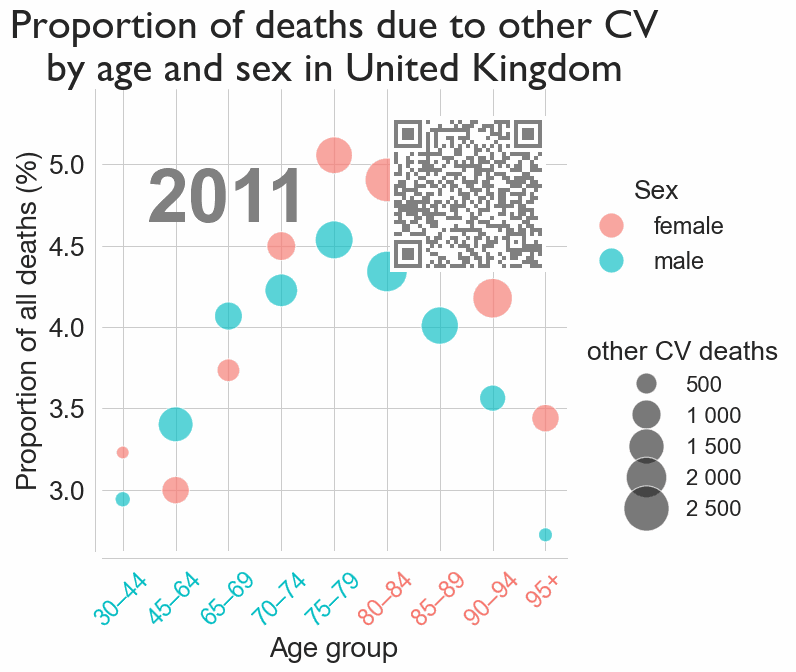 Proportion of deaths due to other CV
by age and sex in United Kingdom
2011
Proportion of all deaths (%)
5.0
4.5
4.0
3.5
3.0
30–44
45–64
65–69
70–74
75–79
80–84
85–89
90–94
95+
Age group
Sex
female
male
other CV deaths
500
1 000
1 500
2 000
2 500